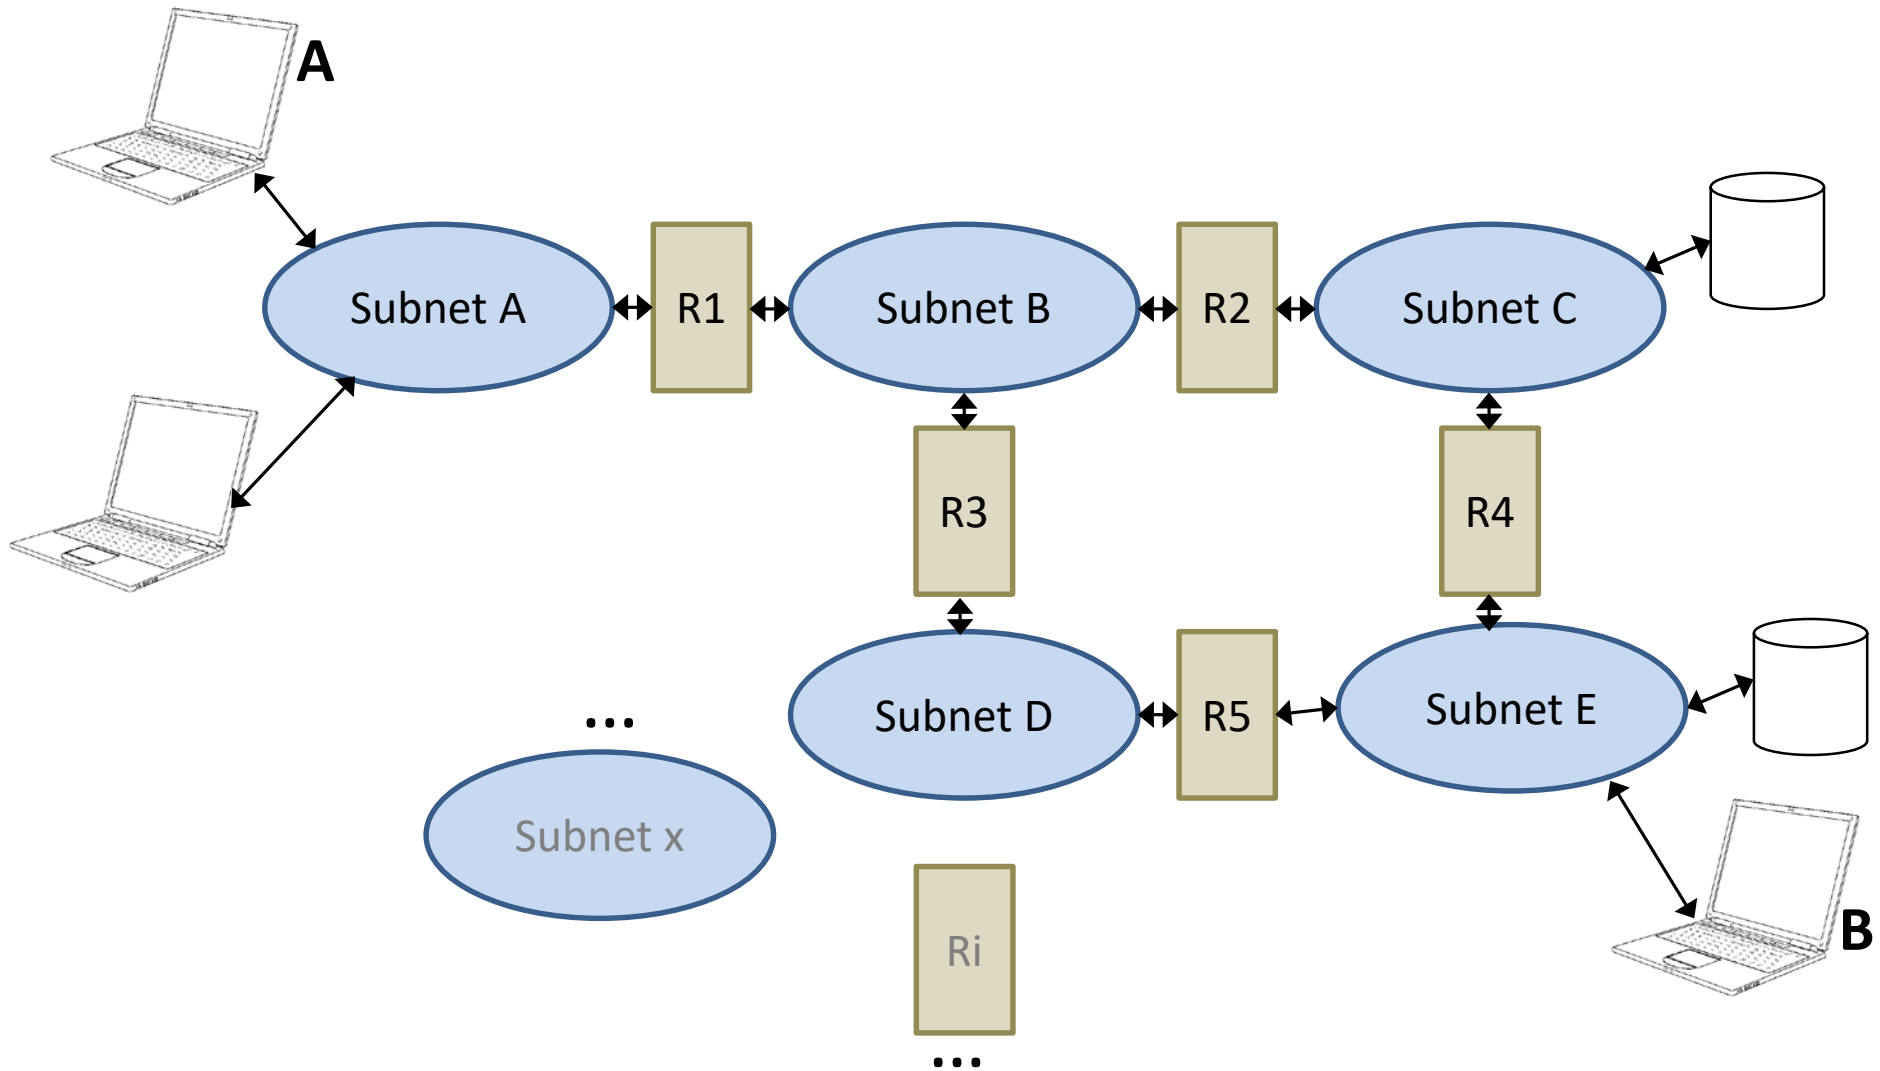 A
Subnet A
R1
Subnet B
R2
Subnet C
R3
R4
Subnet D
R5
Subnet E
...
Subnet x
Ri
B
...